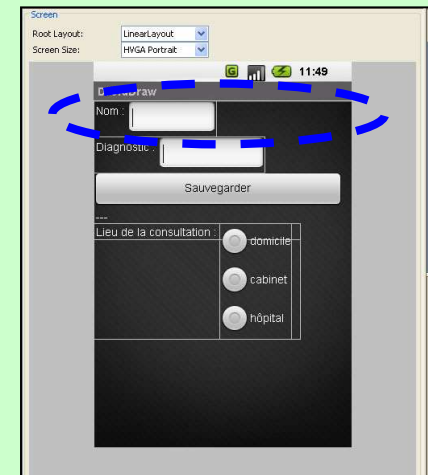 Screen
Root Layout: LinearLayout
Screen Size: HVGA Portrait
G 11:49
DroidDraw
Nom :
Diagnostic :
Sauvegarder
---
Lieu de la consultation :
domicile
cabinet
hôpital